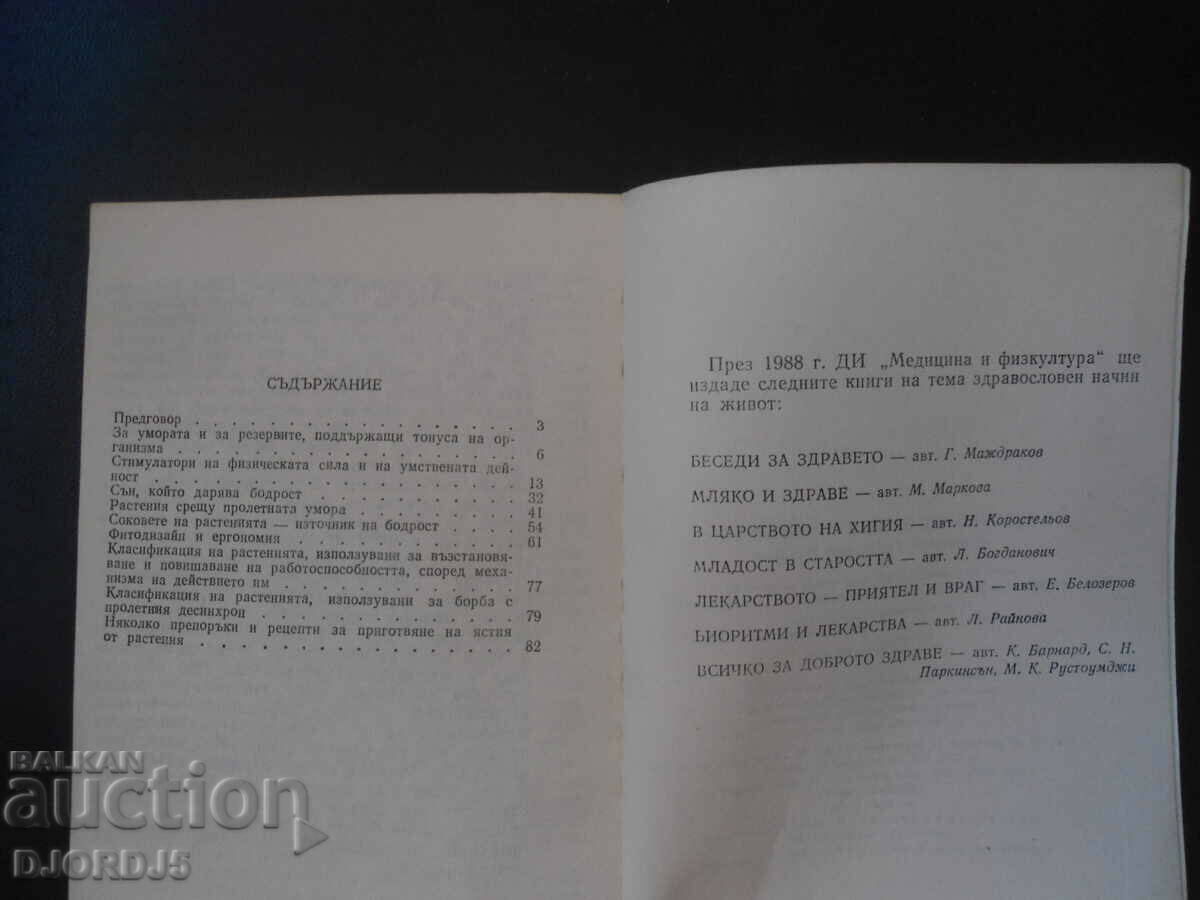 СЪДЪРЖАНИЕ
Предговор . . . . . . . . . . . . . . . . . 3
За умората и за резервите, поддържащи тонуса на ор-
ганизма . . . . . . . . . . . . . . . . . 6
Стимулатори на физическата сила и на умствената дей-
ност . . . . . . . . . . . . . . . . . . 13
Сън, който дарява бодрост . . . . . . . . . . 32
Растения срещу пролетната умора . . . . . . . . 41
Соковете на растенията — източник на бодрост . . . . 54
Фитодизайн и ергономия . . . . . . . . . . . 61
Класификация на растенията, използувани за възстановя-
ване и повишаване на работоспособността, според меха-
низма на действието им . . . . . . . . . . . 77
Класификация на растенията, използувани за борба с
пролетния десинхрон . . . . . . . . . . . . 79
Няколко препоръки и рецепти за приготвяне на ястия
от растения . . . . . . . . . . . . . . . 82
През 1988 г. ДИ „Медицина и физкултура“ ще
издаде следните книги на тема здравословен начин
на живот:
БЕСЕДИ ЗА ЗДРАВЕТО — авт. Г. Маждраков
МЛЯКО И ЗДРАВЕ — авт. М. Маркова
В ЦАРСТВОТО НА ХИГИЯ — авт. Н. Коростельов
МЛАДОСТ В СТАРОСТТА — авт. Л. Богданович
ЛЕКАРСТВОТО — ПРИЯТЕЛ И ВРАГ — авт. Е. Белозеров
БИОРИТМИ И ЛЕКАРСТВА — авт. Л. Райнова
ВСИЧКО ЗА ДОБРОТО ЗДРАВЕ — авт. К. Барнард, С. Н.
Паркинсън, М. К. Рустоумджи
BALKAN
auction
DJORDJ5